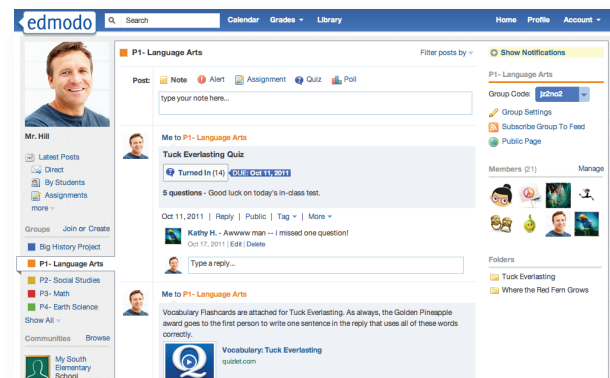 edmodo
Search
Calendar Grades Library
Home Profile Account
Mr. Hill
Latest Posts
Direct
By Students
Assignments
more
Groups Join or Create
Big History Project
P1- Language Arts
P2- Social Studies
P3- Math
P4- Earth Science
Show All
Communities Browse
My South
Elementary
School
P1- Language Arts Filter posts by
Post: Note Alert Assignment Quiz Poll
type your note here...
Me to P1- Language Arts
Tuck Everlasting Quiz
Turned In (14) DUE: Oct 11, 2011
5 questions - Good luck on today's in-class test.
Oct 11, 2011 | Reply | Public | Tag | More
Kathy H. - Awwww man -- i missed one question!
Oct 17, 2011 | Edit | Delete
Type a reply...
Me to P1- Language Arts
Vocabulary Flashcards are attached for Tuck Everlasting. As always, the Golden Pineapple
award goes to the first person to write one sentence in the reply that uses all of these words
correctly.
Q
Vocabulary: Tuck Everlasting
quizlet.com
Show Notifications
P1- Language Arts
Group Code: jz2no2
Group Settings
Subscribe Group To Feed
Public Page
Members (21) Manage
Folders
Tuck Everlasting
Where the Red Fern Grows